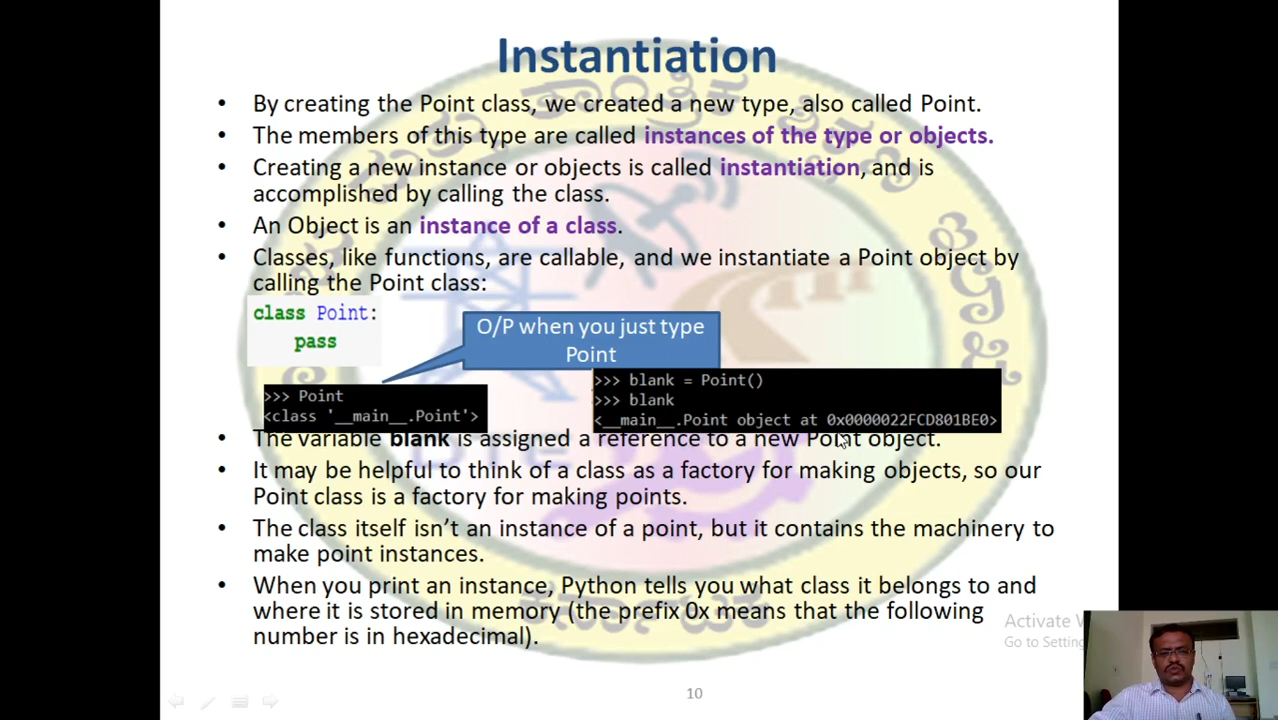 Instantiation
• By creating the Point class, we created a new type, also called Point.
• The members of this type are called instances of the type or objects.
• Creating a new instance or objects is called instantiation, and is
accomplished by calling the class.
• An Object is an instance of a class.
• Classes, like functions, are callable, and we instantiate a Point object by
calling the Point class:
class Point:
pass
O/P when you just type
Point
>>> Point
<class '__main__.Point'>
>>> blank = Point()
>>> blank
<__main__.Point object at 0x0000022FCD801BE0>
• The variable blank is assigned a reference to a new Point object.
• It may be helpful to think of a class as a factory for making objects, so our
Point class is a factory for making points.
• The class itself isn't an instance of a point, but it contains the machinery to
make point instances.
• When you print an instance, Python tells you what class it belongs to and
where it is stored in memory (the prefix 0x means that the following
number is in hexadecimal).
Activate
Go to Setting
10
DTE